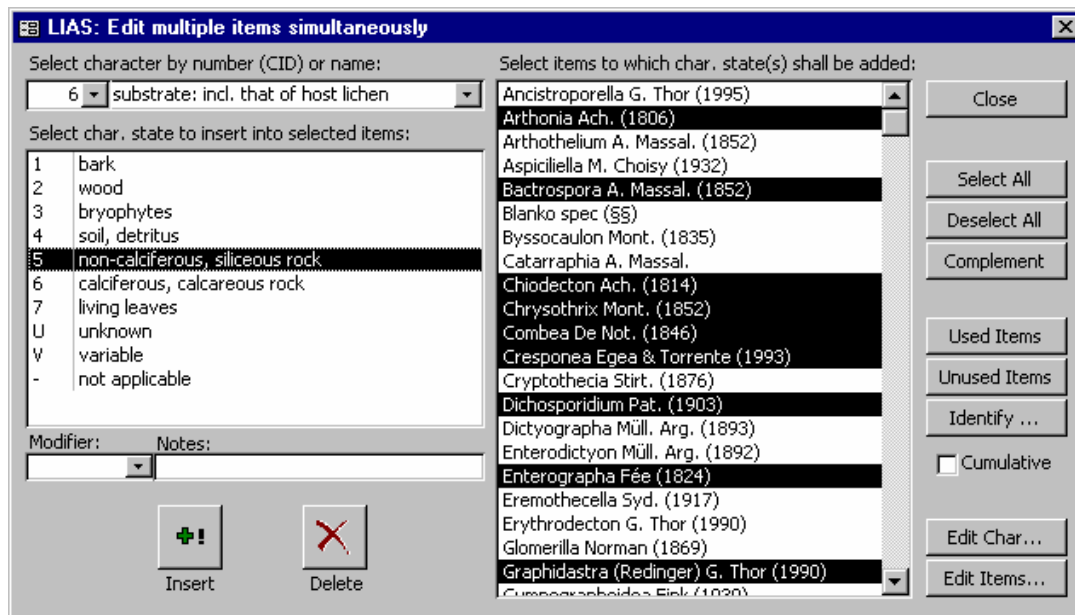 LIAS: Edit multiple items simultaneously
Select character by number (CID) or name:
6 substrate: incl. that of host lichen
Select char. state to insert into selected items:
1 bark
2 wood
3 bryophytes
4 soil, detritus
5 non-calciferous, siliceous rock
6 calciferous, calcareous rock
7 living leaves
U unknown
V variable
- not applicable
Modifier: Notes:
Insert Delete
Select items to which char. state(s) shall be added:
Ancistroporella G. Thor (1995)
Arthonia Ach. (1806)
Arthothelium A. Massal. (1852)
Aspiciliella M. Choisy (1932)
Bactrospora A. Massal. (1852)
Blanko spec (§§)
Byssocaulon Mont. (1835)
Catarraphia A. Massal.
Chiodecton Ach. (1814)
Chrysothrix Mont. (1852)
Combea De Not. (1846)
Cresponea Egea & Torrente (1993)
Cryptothecia Stirt. (1876)
Dichosporidium Pat. (1903)
Dictyographa Müll. Arg. (1893)
Enterodictyon Müll. Arg. (1892)
Enterographa Fée (1824)
Eremothecella Syd. (1917)
Erythrodecton G. Thor (1990)
Glomerilla Norman (1869)
Graphidastra (Redinger) G. Thor (1990)
Close
Select All
Deselect All
Complement
Used Items
Unused Items
Identify ...
Cumulative
Edit Char...
Edit Items...